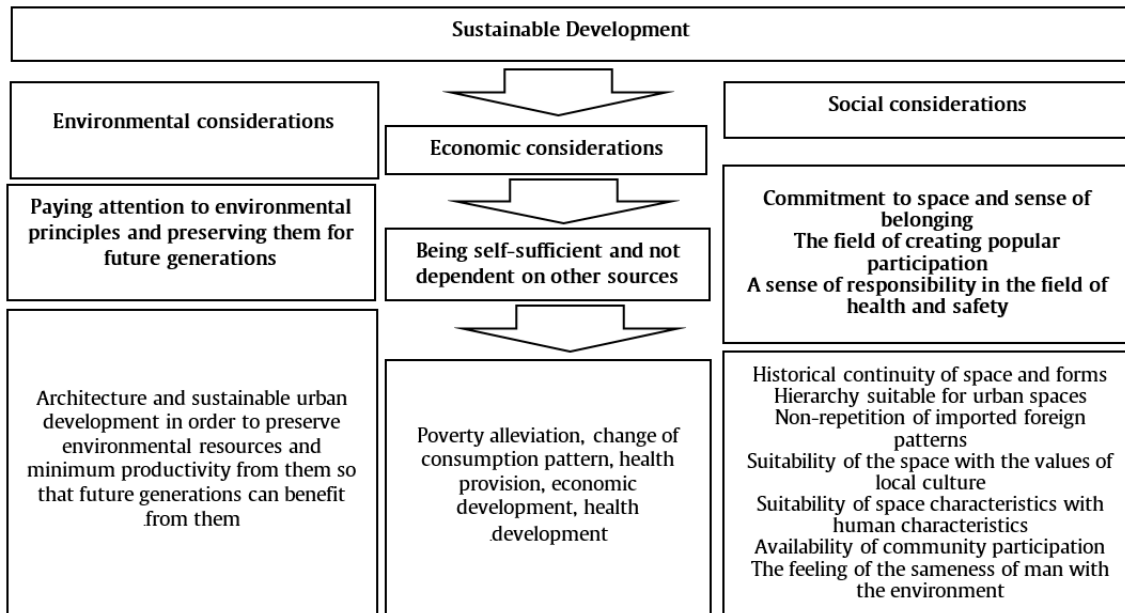 Sustainable Development
Environmental considerations
Paying attention to environmental
principles and preserving them for
future generations
Architecture and sustainable urban
development in order to preserve
environmental resources and
minimum productivity from them so
that future generations can benefit
.from them
Economic considerations
Being self-sufficient and not
dependent on other sources
Poverty alleviation, change of
consumption pattern, health
provision, economic
development, health
.development
Social considerations
Commitment to space and sense of
belonging
The field of creating popular
participation
A sense of responsibility in the field of
health and safety
Historical continuity of space and forms
Hierarchy suitable for urban spaces
Non-repetition of imported foreign
patterns
Suitability of the space with the values of
local culture
Suitability of space characteristics with
human characteristics
Availability of community participation
The feeling of the sameness of man with
the environment